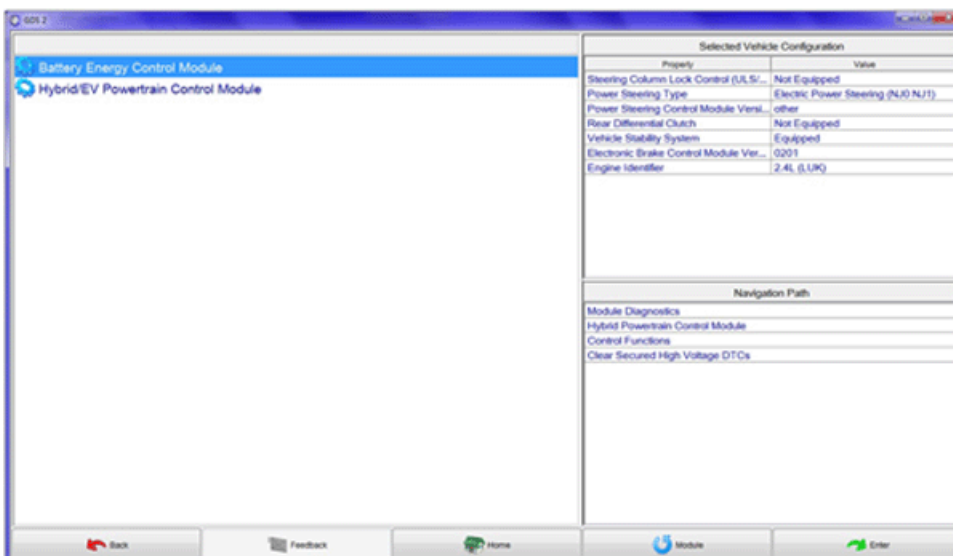 GDS 2
Battery Energy Control Module
Hybrid/EV Powertrain Control Module
Selected Vehicle Configuration
Property Value
Steering Column Lock Control (ULS/... Not Equipped
Power Steering Type Electric Power Steering (NJ0 NJ1)
Power Steering Control Module Versi... other
Rear Differential Clutch Not Equipped
Vehicle Stability System Equipped
Electronic Brake Control Module Ver... 0201
Engine Identifier 2.4L (LUK)
Navigation Path
Module Diagnostics
Hybrid Powertrain Control Module
Control Functions
Clear Secured High Voltage DTCs
Back Feedback Home Module Enter